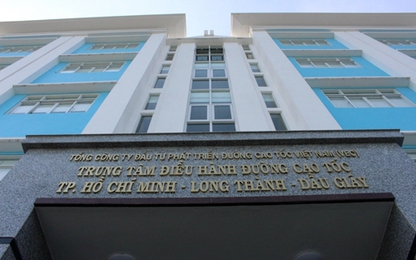 TỔNG CÔNG TY ĐẦU TƯ PHÁT TRIỂN ĐƯỜNG CAO TỐC VIỆT NAM (VEC)
TRUNG TÂM ĐIỀU HÀNH ĐƯỜNG CAO TỐC
TP. HỒ CHÍ MINH - LONG THÀNH - DẦU GIÂY